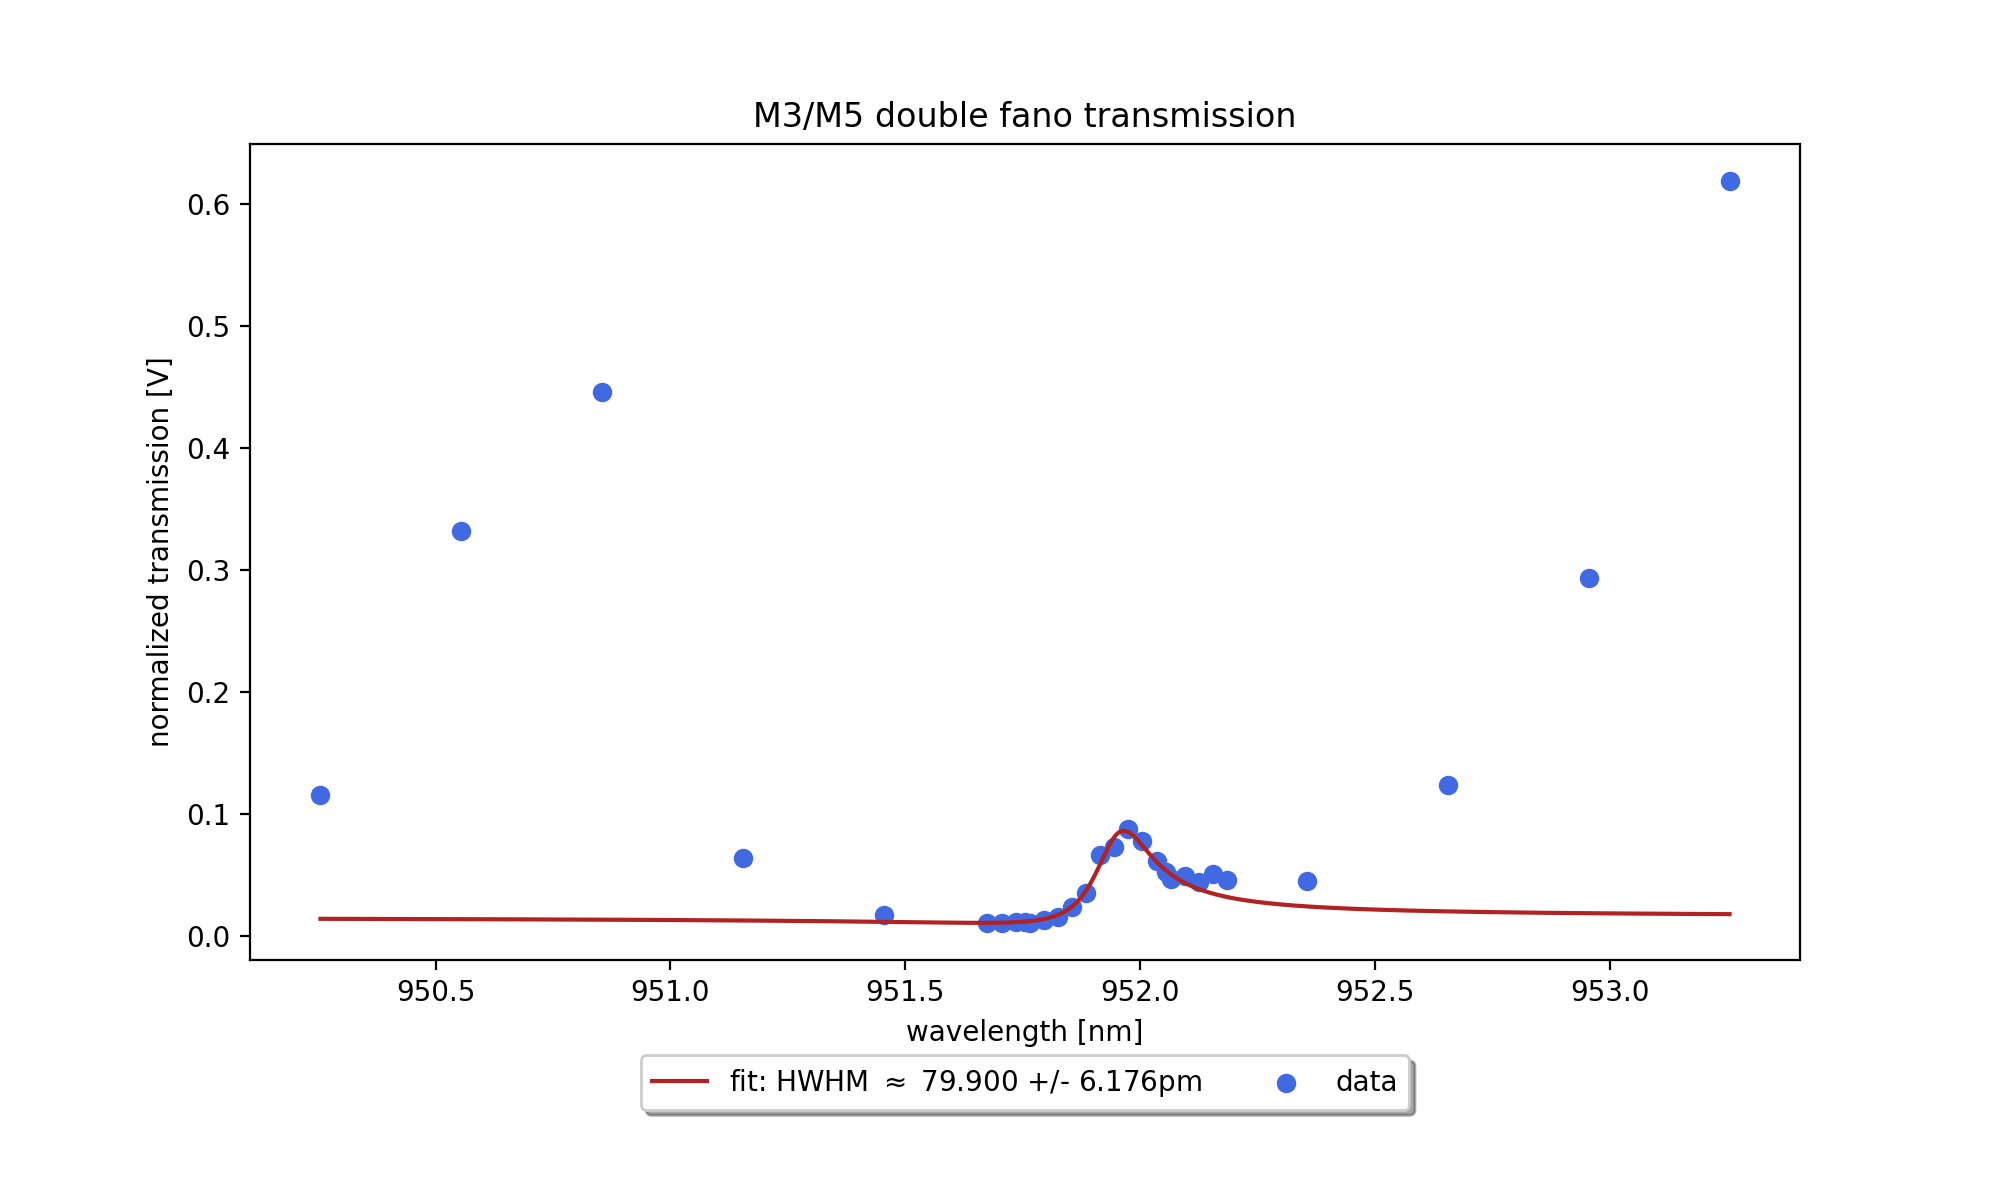 M3/M5 double fano transmission
normalized transmission [V]
0.6
0.5
0.4
0.3
0.2
0.1
0.0
950.5 951.0 951.5 952.0 952.5 953.0
wavelength [nm]
fit: HWHM ≈ 79.900 +/- 6.176pm data